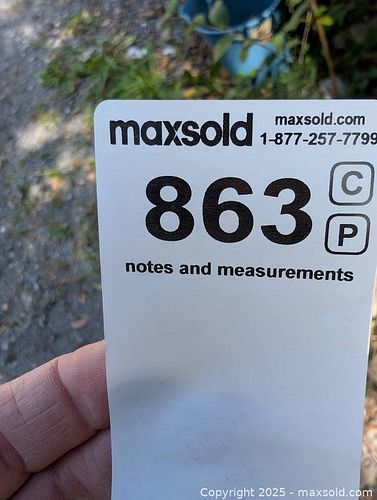 maxsold maxsold.com
1-877-257-7799
863 C
P
notes and measurements
Copyright 2025 - maxsold.com